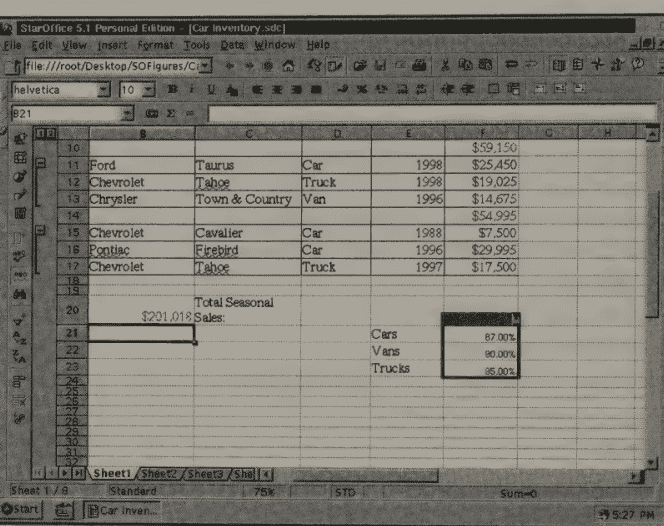 StarOffice 5.1 Personal Edition - [Car Inventory.sdc]
File Edit View Insert Format Tools Data Window Help
file:///root/Desktop/SOFigures/Ca
helvetica 10 B i U A
B21 Σ =
B C D E F G H
10 $59,150
11 Ford Taurus Car 1998 $25,450
12 Chevrolet Tahoe Truck 1998 $19,025
13 Chrysler Town & Country Van 1996 $14,675
14 $54,995
15 Chevrolet Cavalier Car 1988 $7,500
16 Pontiac Firebird Car 1996 $29,995
17 Chevrolet Tahoe Truck 1997 $17,500
18
19
Total Seasonal
20 $201,018 Sales:
21 Cars 67.00%
22 Vans 80.00%
23 Trucks 85.00%
24
25
26
27
28
29
30
31
32
Sheet1 Sheet2 Sheet3 She
Sheet 1 / 8 Standard 75% STD Sum=0
Start Car Inven... 5:27 PM